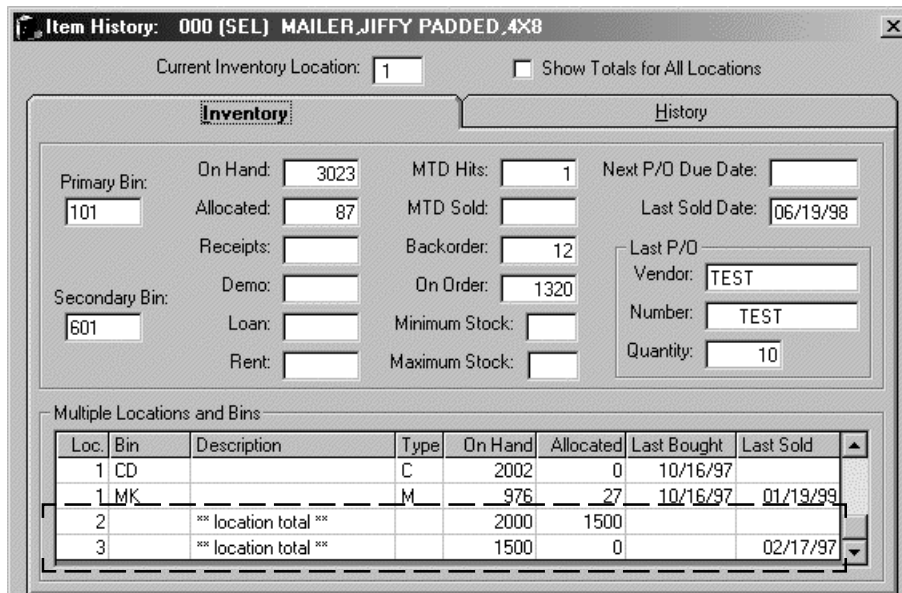 Item History: 000 (SEL) MAILER,JIFFY PADDED,4X8
Current Inventory Location: 1 Show Totals for All Locations
Inventory History
On Hand: 3023 MTD Hits: 1 Next P/O Due Date:
Primary Bin:
101 Allocated: 87 MTD Sold: Last Sold Date: 06/19/98
Receipts: Backorder: 12 Last P/O
Secondary Bin: Demo: On Order: 1320 Vendor: TEST
601 Loan: Minimum Stock: Number: TEST
Rent: Maximum Stock: Quantity: 10
Multiple Locations and Bins
Loc. Bin Description Type On Hand Allocated Last Bought Last Sold
1 CD C 2002 0 10/16/97
1 MK M 976 27 10/16/97 01/19/99
2 ** location total ** 2000 1500
3 ** location total ** 1500 0 02/17/97